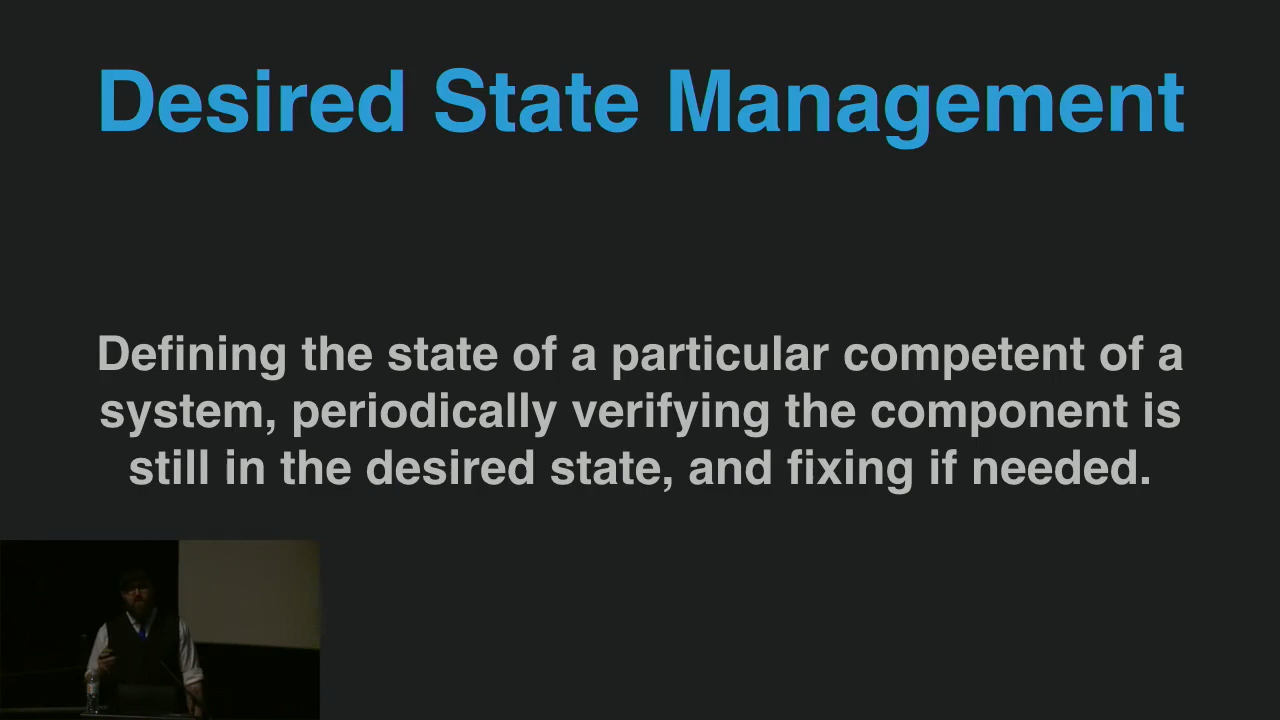 Desired State Management
Defining the state of a particular competent of a
system, periodically verifying the component is
still in the desired state, and fixing if needed.